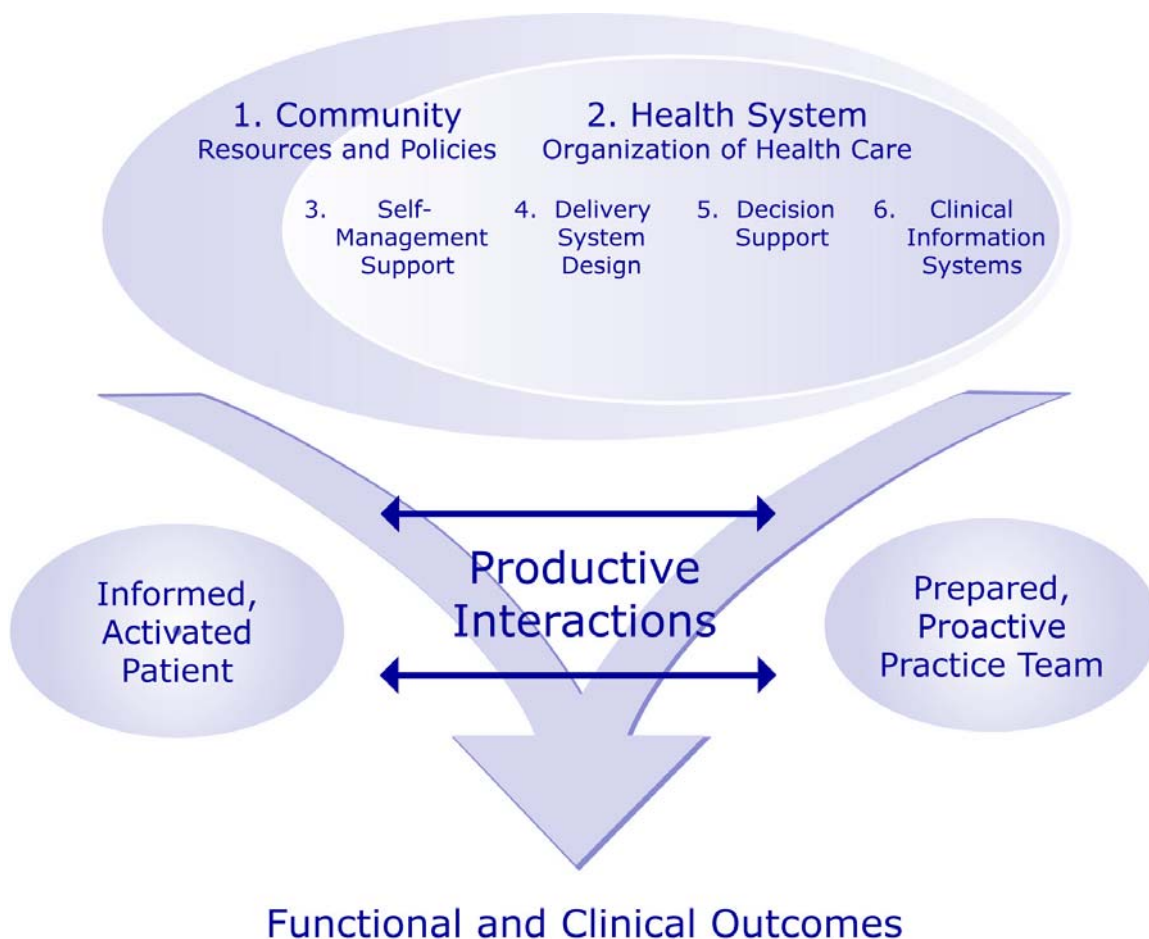 1. Community
Resources and Policies
2. Health System
Organization of Health Care
3. Self-
Management
Support
4. Delivery
System
Design
5. Decision
Support
6. Clinical
Information
Systems
Informed,
Activated
Patient
Productive
Interactions
Prepared,
Proactive
Practice Team
Functional and Clinical Outcomes